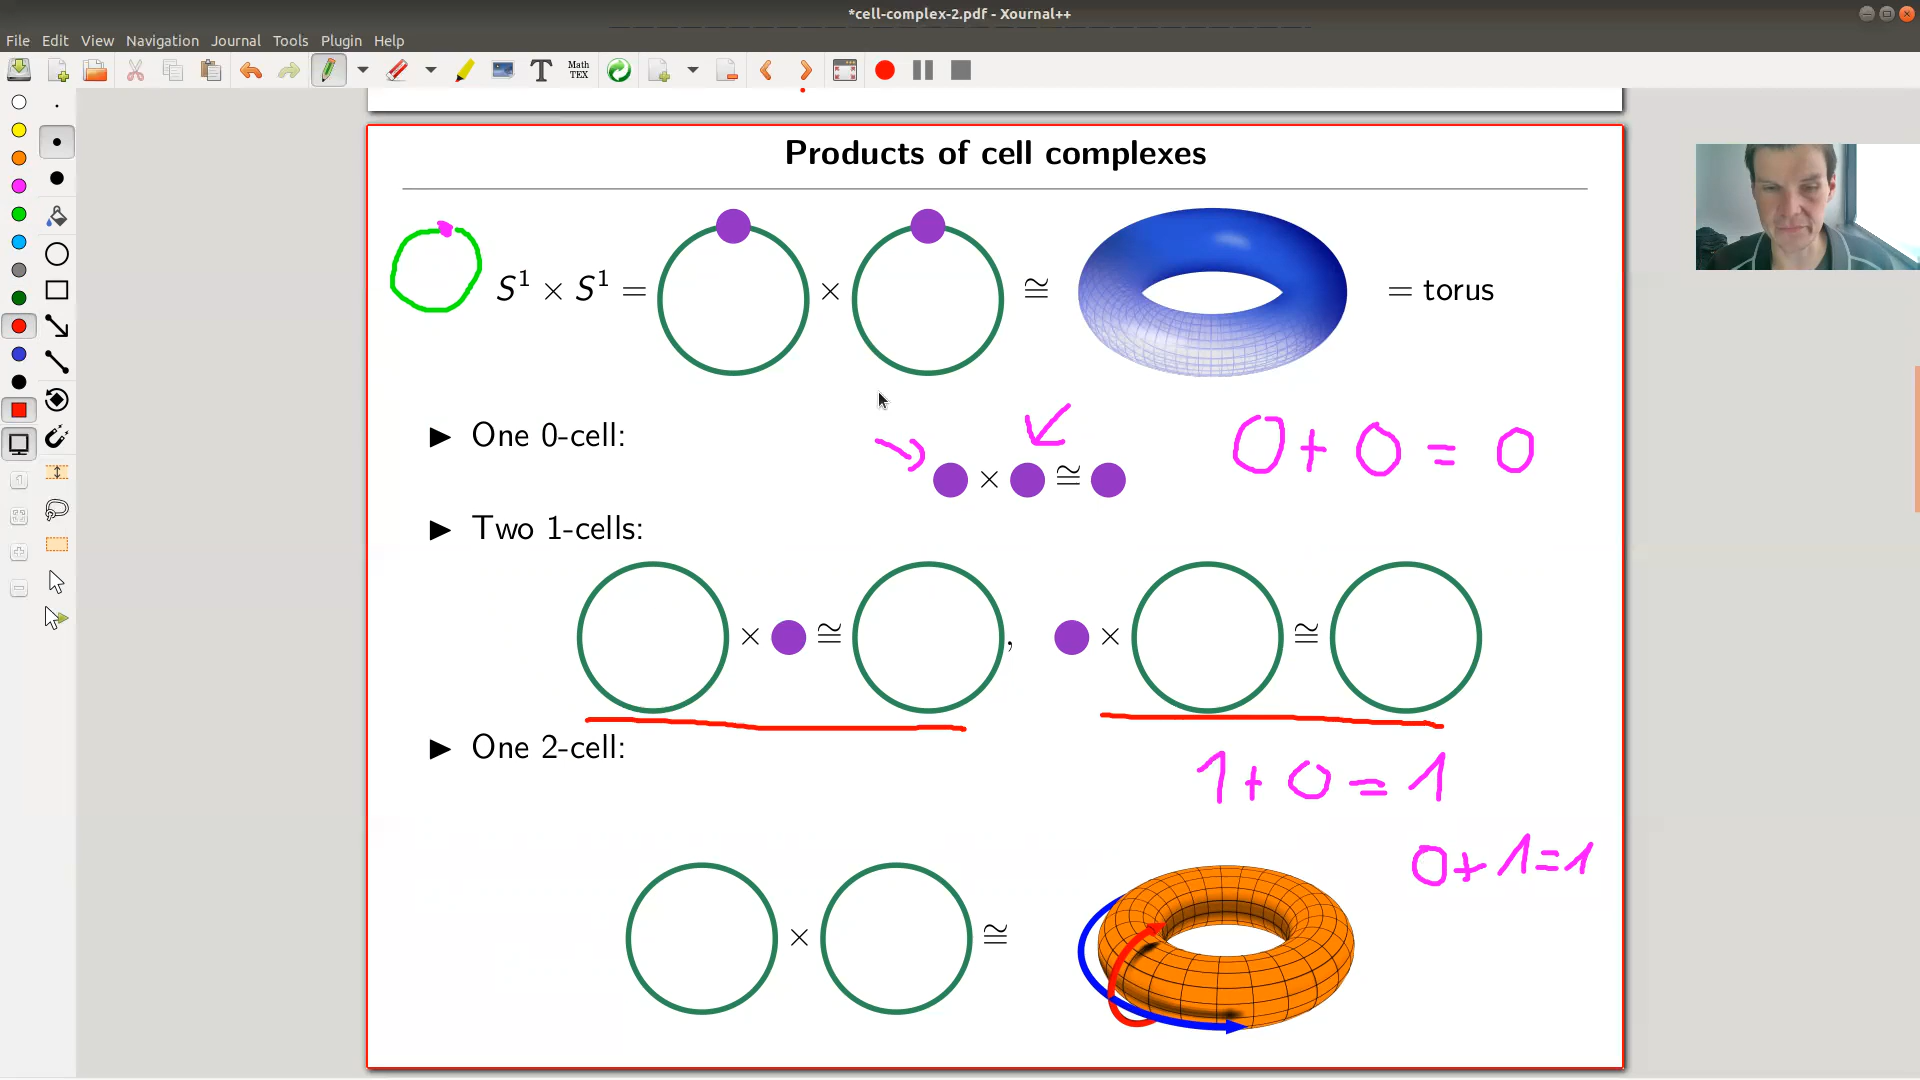 *cell-complex-2.pdf - Xournal++
File Edit View Navigation Journal Tools Plugin Help
T Math TEX
Products of cell complexes
S¹ × S¹ = × ≅ = torus
▶ One 0-cell:
0 + 0 = 0
× ≅
▶ Two 1-cells:
× ≅ , × ≅
▶ One 2-cell:
1 + 0 = 1
0 + 1 = 1
× ≅